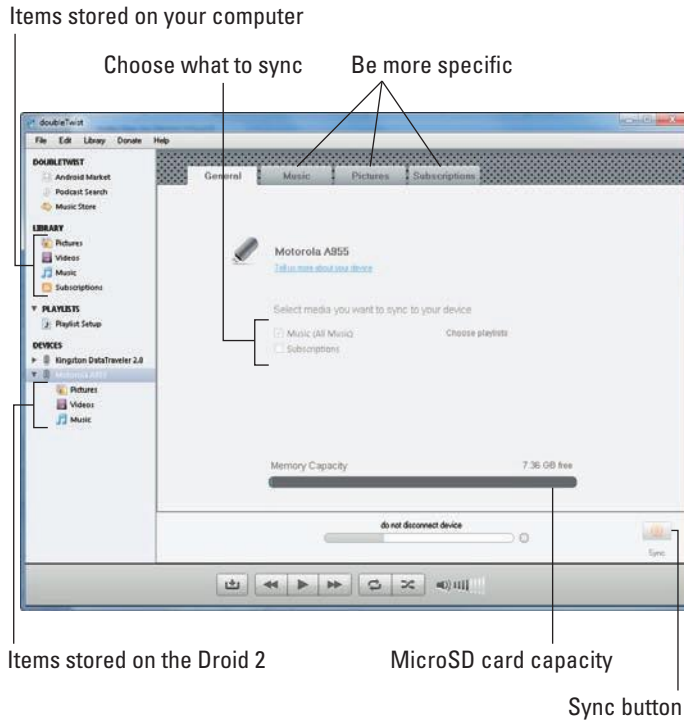 Items stored on your computer
Choose what to sync
Be more specific
doubleTwist
File Edit Library Donate Help
DOUBLETWIST
Android Market
Podcast Search
Music Store
LIBRARY
Pictures
Videos
Music
Subscriptions
PLAYLISTS
Playlist Setup
DEVICES
Kingston DataTraveler 2.0
Motorola A955
Pictures
Videos
Music
General Music Pictures Subscriptions
Motorola A955
Tell us more about your device
Select media you want to sync to your device
Music (All Music) Choose playlists
Subscriptions
Memory Capacity 7.36 GB free
do not disconnect device
Sync
Items stored on the Droid 2
MicroSD card capacity
Sync button